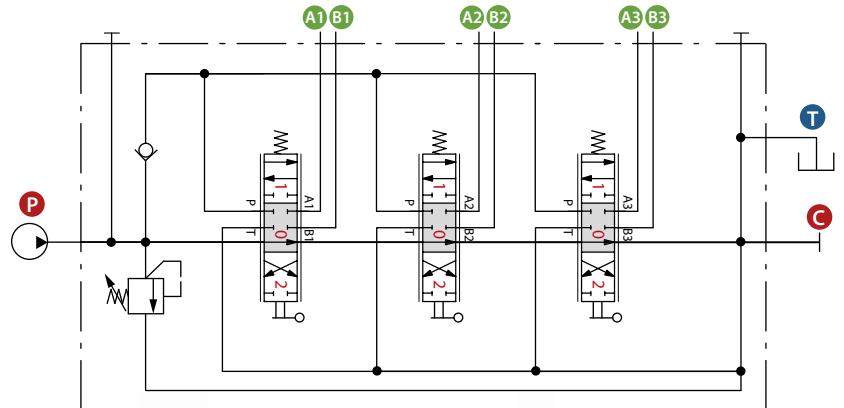 A1 B1 A2 B2 A3 B3
T
P
C
1 1 1
P A1 P A2 P A3
0 0 0
T B1 T B2 T B3
2 2 2